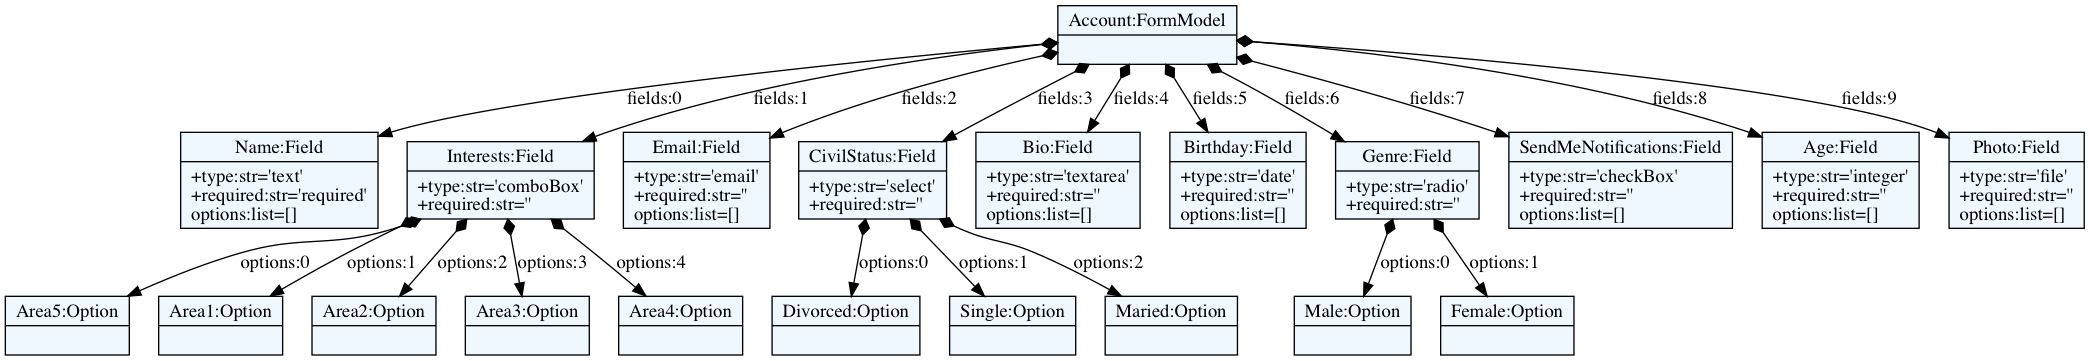 Account:FormModel
fields:0
fields:1
fields:2
fields:3
fields:4
fields:5
fields:6
fields:7
fields:8
fields:9
Name:Field
+type:str='text'
+required:str='required'
options:list=[]
Interests:Field
+type:str='comboBox'
+required:str=''
Email:Field
+type:str='email'
+required:str=''
options:list=[]
CivilStatus:Field
+type:str='select'
+required:str=''
Bio:Field
+type:str='textarea'
+required:str=''
options:list=[]
Birthday:Field
+type:str='date'
+required:str=''
options:list=[]
Genre:Field
+type:str='radio'
+required:str=''
SendMeNotifications:Field
+type:str='checkBox'
+required:str=''
options:list=[]
Age:Field
+type:str='integer'
+required:str=''
options:list=[]
Photo:Field
+type:str='file'
+required:str=''
options:list=[]
options:0
options:1
options:2
options:3
options:4
options:0
options:1
options:2
options:0
options:1
Area5:Option
Area1:Option
Area2:Option
Area3:Option
Area4:Option
Divorced:Option
Single:Option
Maried:Option
Male:Option
Female:Option